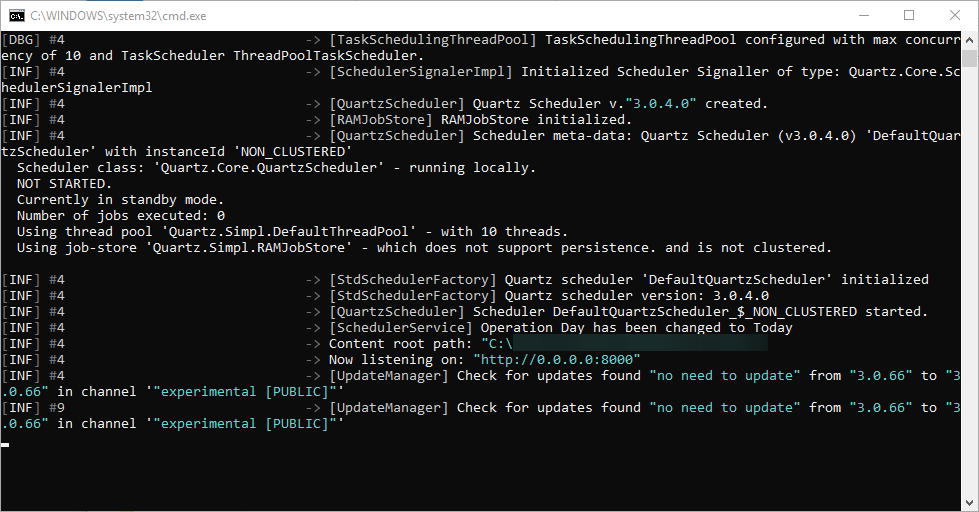 C:\WINDOWS\system32\cmd.exe
[DBG] #4 -> [TaskSchedulingThreadPool] TaskSchedulingThreadPool configured with max concurr
ency of 10 and TaskScheduler ThreadPoolTaskScheduler.
[INF] #4 -> [SchedulerSignalerImpl] Initialized Scheduler Signaller of type: Quartz.Core.Sc
hedulerSignalerImpl
[INF] #4 -> [QuartzScheduler] Quartz Scheduler v."3.0.4.0" created.
[INF] #4 -> [RAMJobStore] RAMJobStore initialized.
[INF] #4 -> [QuartzScheduler] Scheduler meta-data: Quartz Scheduler (v3.0.4.0) 'DefaultQuar
tzScheduler' with instanceId 'NON_CLUSTERED'
Scheduler class: 'Quartz.Core.QuartzScheduler' - running locally.
NOT STARTED.
Currently in standby mode.
Number of jobs executed: 0
Using thread pool 'Quartz.Simpl.DefaultThreadPool' - with 10 threads.
Using job-store 'Quartz.Simpl.RAMJobStore' - which does not support persistence. and is not clustered.
[INF] #4 -> [StdSchedulerFactory] Quartz scheduler 'DefaultQuartzScheduler' initialized
[INF] #4 -> [StdSchedulerFactory] Quartz scheduler version: 3.0.4.0
[INF] #4 -> [QuartzScheduler] Scheduler DefaultQuartzScheduler_$_NON_CLUSTERED started.
[INF] #4 -> [SchedulerService] Operation Day has been changed to Today
[INF] #4 -> Content root path: "C:\
[INF] #4 -> Now listening on: "http://0.0.0.0:8000"
[INF] #4 -> [UpdateManager] Check for updates found "no need to update" from "3.0.66" to "3
.0.66" in channel '"experimental [PUBLIC]"'
[INF] #9 -> [UpdateManager] Check for updates found "no need to update" from "3.0.66" to "3
.0.66" in channel '"experimental [PUBLIC]"'